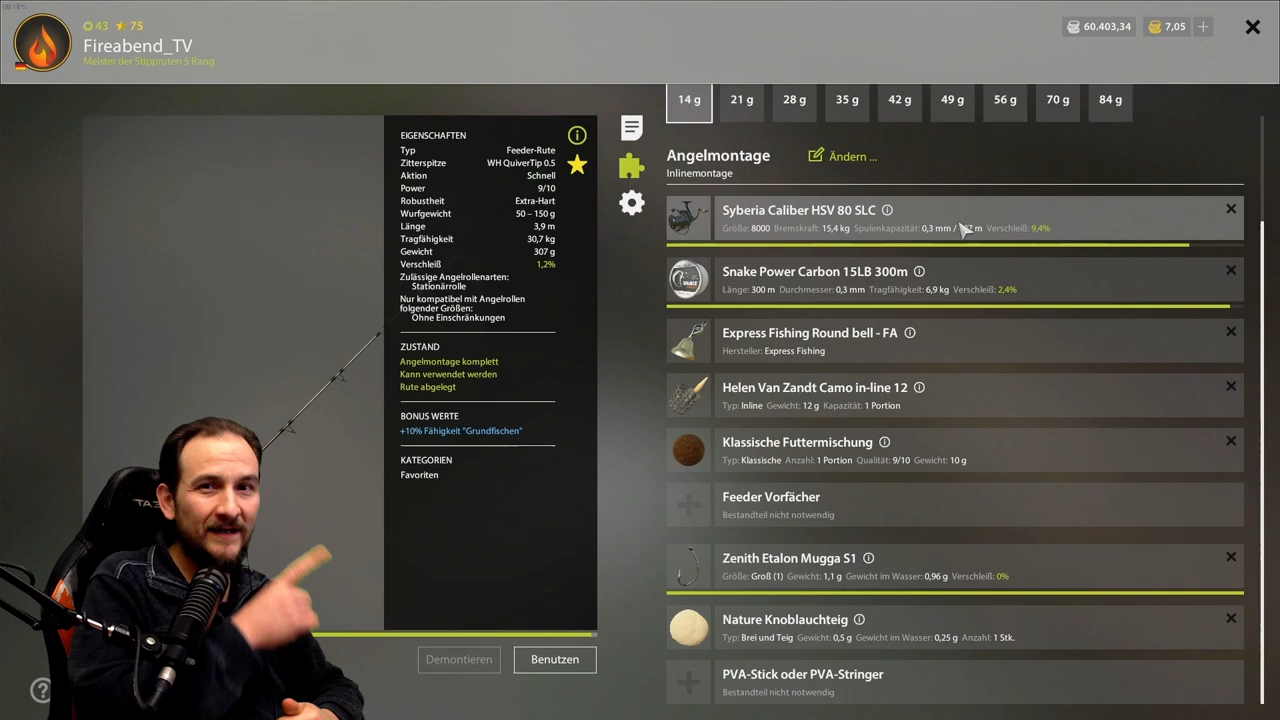 43 75
Fireabend_TV
Meister der Stippruten 5 Rang
60.403,34
7,05
EIGENSCHAFTEN
Typ Feeder-Rute
Zitterspitze WH QuiverTip 0.5
Aktion Schnell
Power 9/10
Robustheit Extra-Hart
Wurfgewicht 50 – 150 g
Länge 3,9 m
Tragfähigkeit 30,7 kg
Gewicht 307 g
Verschleiß 1,2%
Zulässige Angelrollenarten:
Stationärrolle
Nur kompatibel mit Angelrollen
folgender Größen:
Ohne Einschränkungen
ZUSTAND
Angelmontage komplett
Kann verwendet werden
Rute abgelegt
BONUS WERTE
+10% Fähigkeit "Grundfischen"
KATEGORIEN
Favoriten
Demontieren
Benutzen
14 g 21 g 28 g 35 g 42 g 49 g 56 g 70 g 84 g
Angelmontage
Ändern ...
Inlinemontage
Syberia Caliber HSV 80 SLC
Größe: 8000 Bremskraft: 15,4 kg Spulenkapazität: 0,3 mm / m Verschleiß: 9,4%
Snake Power Carbon 15LB 300m
Länge: 300 m Durchmesser: 0,3 mm Tragfähigkeit: 6,9 kg Verschleiß: 2,4%
Express Fishing Round bell - FA
Hersteller: Express Fishing
Helen Van Zandt Camo in-line 12
Typ: Inline Gewicht: 12 g Kapazität: 1 Portion
Klassische Futtermischung
Typ: Klassische Anzahl: 1 Portion Qualität: 9/10 Gewicht: 10 g
Feeder Vorfächer
Bestandteil nicht notwendig
Zenith Etalon Mugga S1
Größe: Groß (1) Gewicht: 1,1 g Gewicht im Wasser: 0,96 g Verschleiß: 0%
Nature Knoblauchteig
Typ: Brei und Teig Gewicht: 0,5 g Gewicht im Wasser: 0,25 g Anzahl: 1 Stk.
PVA-Stick oder PVA-Stringer
Bestandteil nicht notwendig